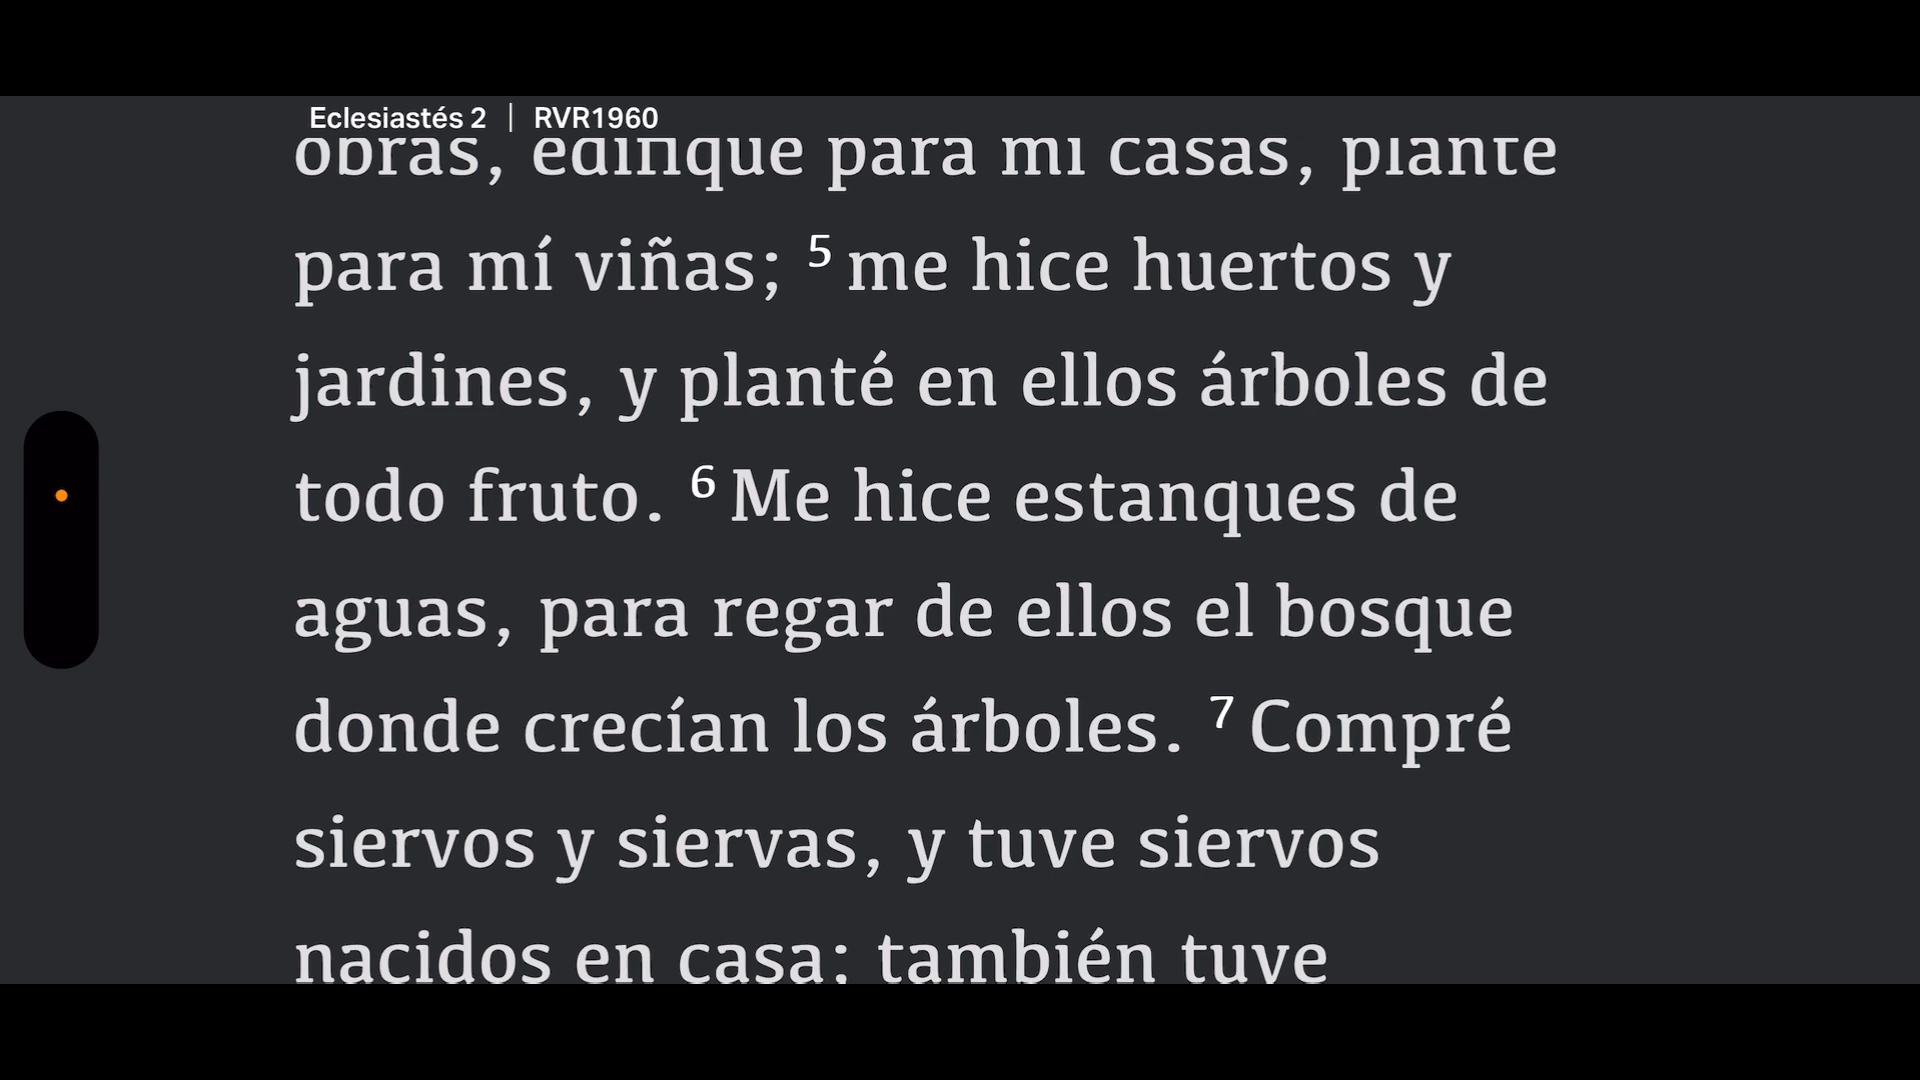 Eclesiastés 2 | RVR1960
obras, edifiqué para mí casas, planté
para mí viñas; 5 me hice huertos y
jardines, y planté en ellos árboles de
todo fruto. 6 Me hice estanques de
aguas, para regar de ellos el bosque
donde crecían los árboles. 7 Compré
siervos y siervas, y tuve siervos
nacidos en casa; también tuve